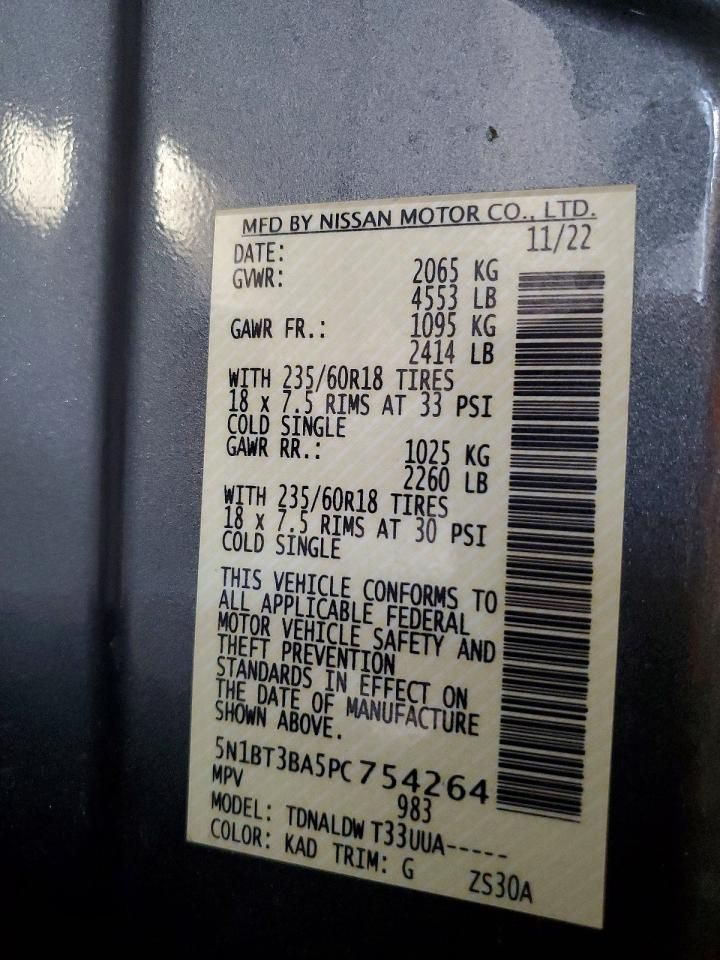 MFD BY NISSAN MOTOR CO., LTD.
DATE: 11/22
GVWR: 2065 KG
4553 LB
GAWR FR.: 1095 KG
2414 LB
WITH 235/60R18 TIRES
18 x 7.5 RIMS AT 33 PSI
COLD SINGLE
GAWR RR.: 1025 KG
2260 LB
WITH 235/60R18 TIRES
18 x 7.5 RIMS AT 30 PSI
COLD SINGLE
THIS VEHICLE CONFORMS TO
ALL APPLICABLE FEDERAL
MOTOR VEHICLE SAFETY AND
THEFT PREVENTION
STANDARDS IN EFFECT ON
THE DATE OF MANUFACTURE
SHOWN ABOVE.
5N1BT3BA5PC754264
MPV 983
MODEL: TDNALDW T33UUA-----
COLOR: KAD TRIM: G ZS30A